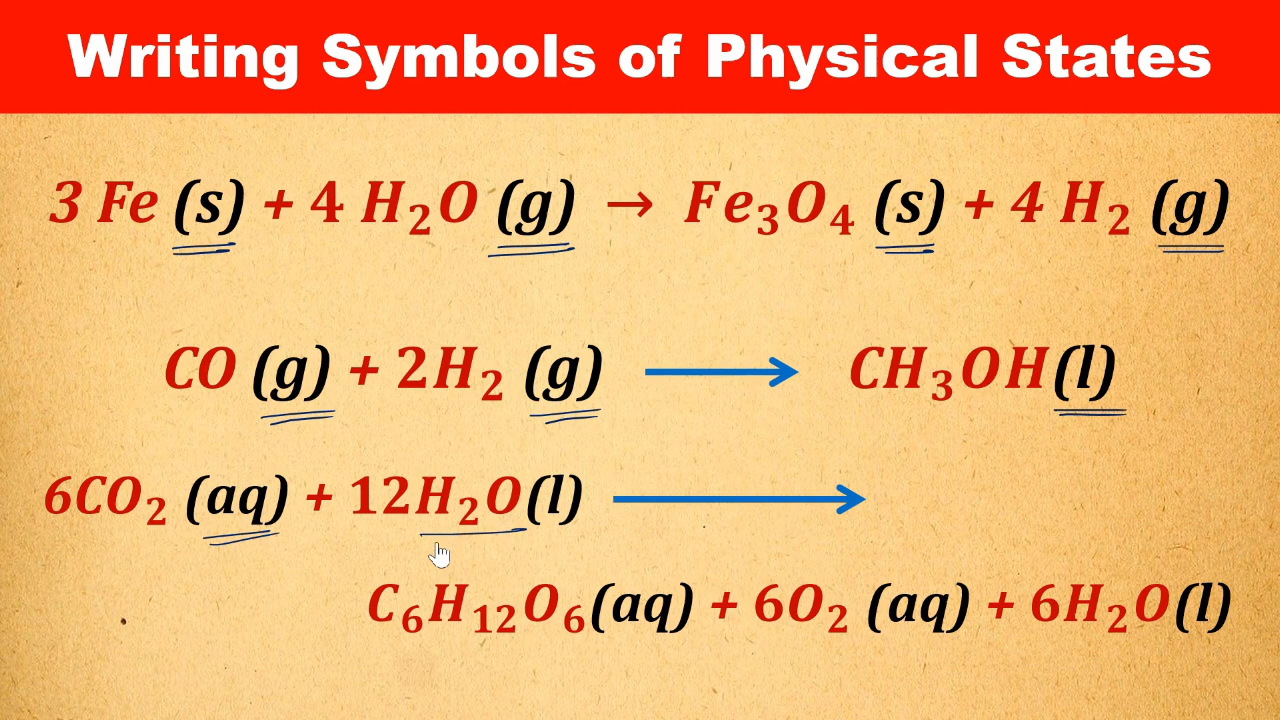 Writing Symbols of Physical States
3 Fe (s) + 4 H₂O (g) → Fe₃O₄ (s) + 4 H₂ (g)
CO (g) + 2H₂ (g) → CH₃OH(l)
6CO₂ (aq) + 12H₂O(l) →
C₆H₁₂O₆(aq) + 6O₂ (aq) + 6H₂O(l)